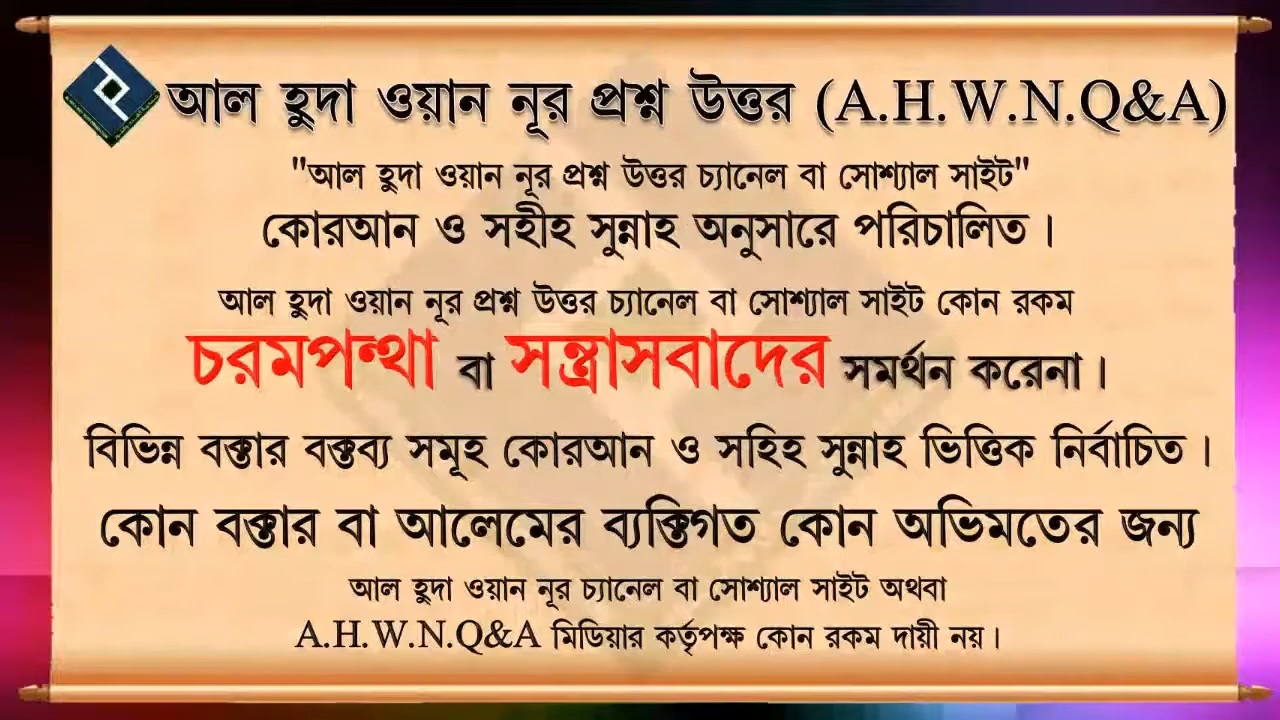 আল হুদা ওয়ান নূর প্রশ্ন উত্তর (A.H.W.N.Q&A)
"আল হুদা ওয়ান নূর প্রশ্ন উত্তর চ্যানেল বা সোশ্যাল সাইট"
কোরআন ও সহীহ সুন্নাহ অনুসারে পরিচালিত।
আল হুদা ওয়ান নূর প্রশ্ন উত্তর চ্যানেল বা সোশ্যাল সাইট কোন রকম
চরমপন্থা বা সন্ত্রাসবাদের সমর্থন করেনা।
বিভিন্ন বক্তার বক্তব্য সমূহ কোরআন ও সহিহ সুন্নাহ ভিত্তিক নির্বাচিত।
কোন বক্তার বা আলেমের ব্যক্তিগত কোন অভিমতের জন্য
আল হুদা ওয়ান নূর চ্যানেল বা সোশ্যাল সাইট অথবা
A.H.W.N.Q&A মিডিয়ার কর্তৃপক্ষ কোন রকম দায়ী নয়।